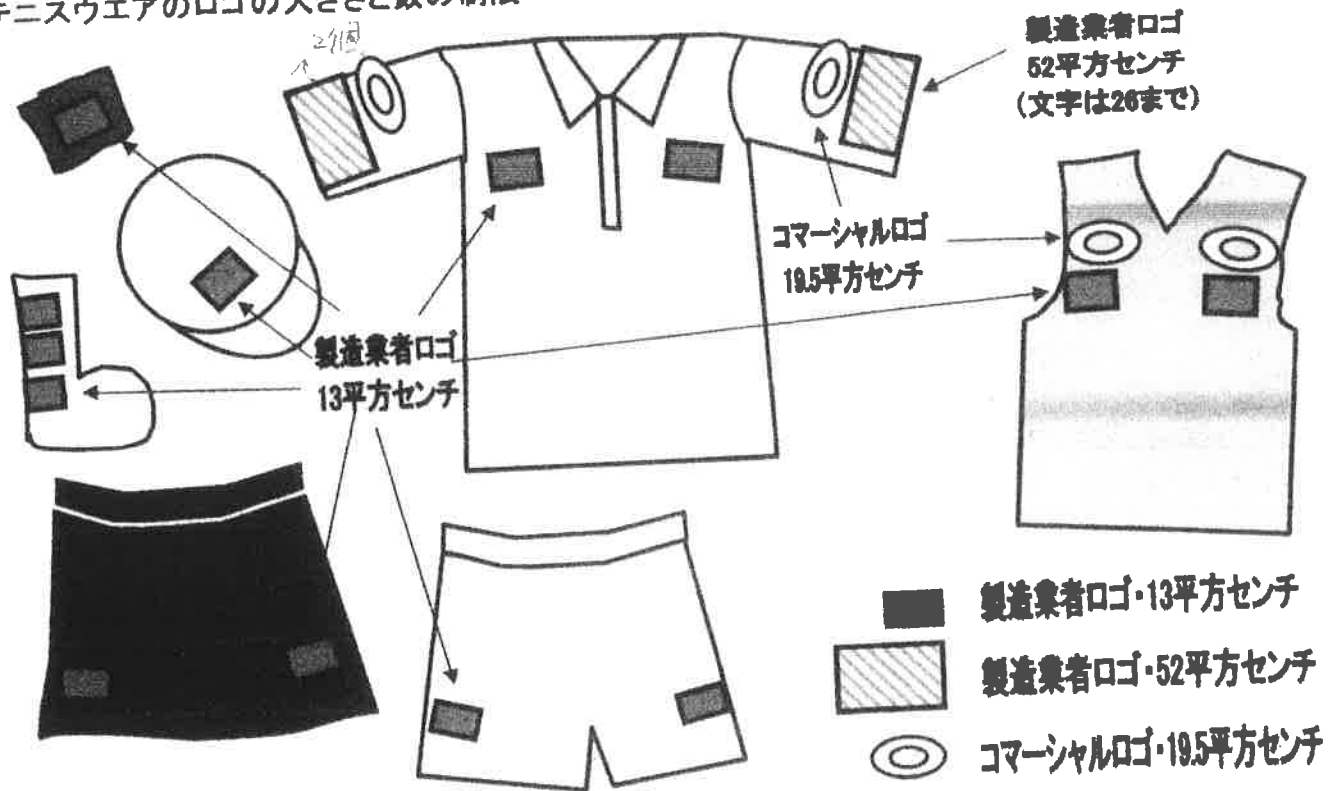 テニスウエアのロゴの大きさと数の制法
2個
製造業者ロゴ
52平方センチ
(文字は26まで)
コマーシャルロゴ
19.5平方センチ
製造業者ロゴ
13平方センチ
製造業者ロゴ・13平方センチ
製造業者ロゴ・52平方センチ
コマーシャルロゴ・19.5平方センチ